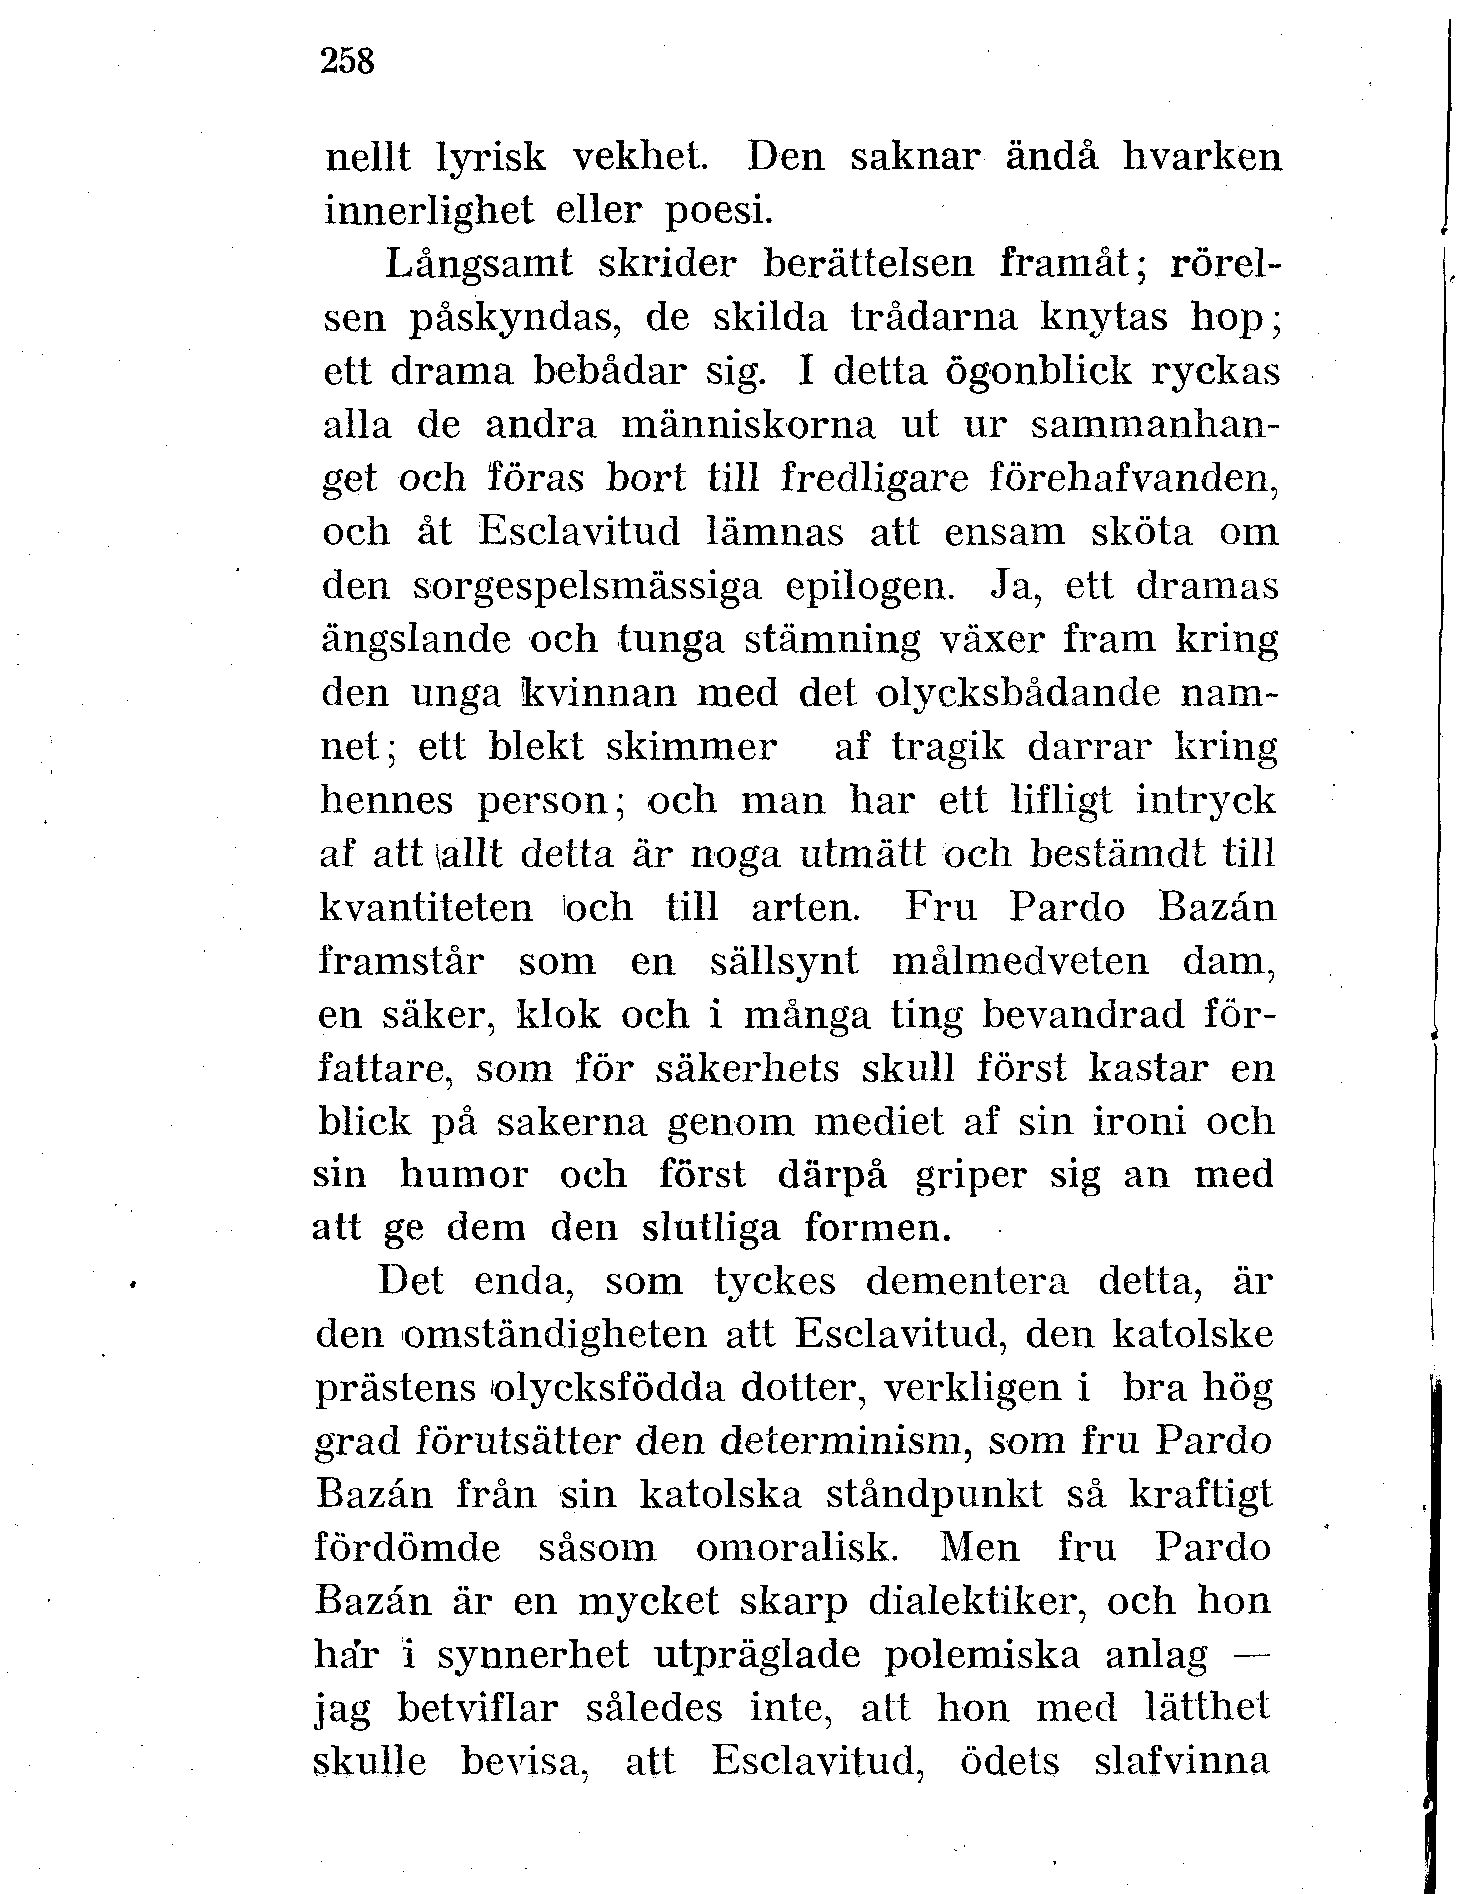 258
nellt lyrisk vekhet. Den saknar ändå hvarken
innerlighet eller poesi.
Långsamt skrider berättelsen framåt; rörel-
sen påskyndas, de skilda trådarna knytas hop;
ett drama bebådar sig. I detta ögonblick ryckas
alla de andra människorna ut ur sammanhan-
get och föras bort till fredligare förehafvanden,
och åt Esclavitud lämnas att ensam sköta om
den sorgespelsmässiga epilogen. Ja, ett dramas
ängslande och tunga stämning växer fram kring
den unga kvinnan med det olycksbådande nam-
net; ett blekt skimmer af tragik darrar kring
hennes person; och man har ett lifligt intryck
af att allt detta är noga utmätt och bestämdt till
kvantiteten och till arten. Fru Pardo Bazán
framstår som en sällsynt målmedveten dam,
en säker, klok och i många ting bevandrad för-
fattare, som för säkerhets skull först kastar en
blick på sakerna genom mediet af sin ironi och
sin humor och först därpå griper sig an med
att ge dem den slutliga formen.
Det enda, som tyckes dementera detta, är
den omständigheten att Esclavitud, den katolske
prästens olycksfödda dotter, verkligen i bra hög
grad förutsätter den determinism, som fru Pardo
Bazán från sin katolska ståndpunkt så kraftigt
fördömde såsom omoralisk. Men fru Pardo
Bazán är en mycket skarp dialektiker, och hon
har i synnerhet utpräglade polemiska anlag —
jag betviflar således inte, att hon med lätthet
skulle bevisa, att Esclavitud, ödets slafvinna